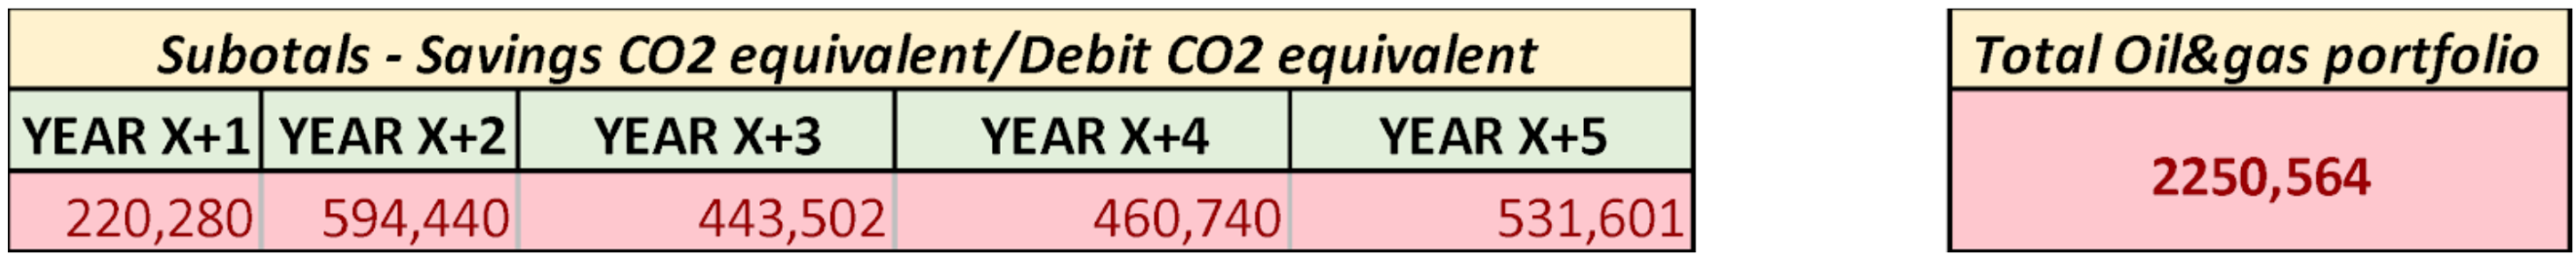 Subotals - Savings CO2 equivalent/Debit CO2 equivalent
Total Oil&gas portfolio
YEAR X+1 YEAR X+2 YEAR X+3 YEAR X+4 YEAR X+5
2250,564
220,280 594,440 443,502 460,740 531,601